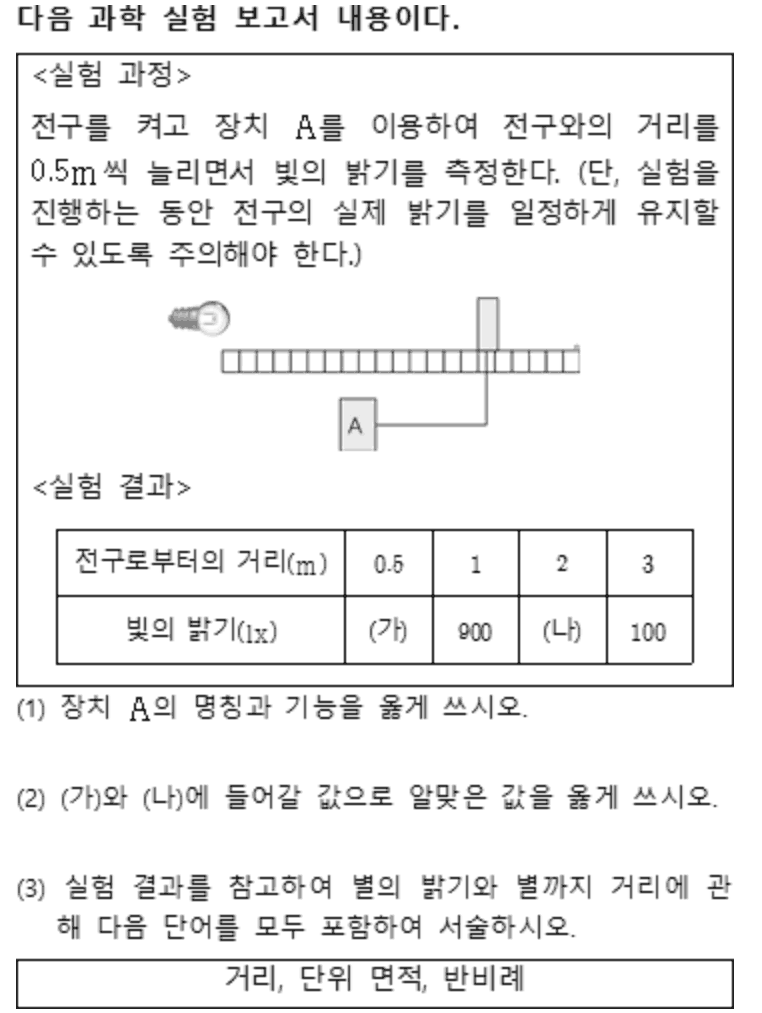 다음 과학 실험 보고서 내용이다.
<실험 과정>
전구를 켜고 장치 A를 이용하여 전구와의 거리를
0.5m씩 늘리면서 빛의 밝기를 측정한다. (단, 실험을
진행하는 동안 전구의 실제 밝기를 일정하게 유지할
수 있도록 주의해야 한다.)
A
<실험 결과>
전구로부터의 거리(m) 0.5 1 2 3
빛의 밝기(lx) (가) 900 (나) 100
(1) 장치 A의 명칭과 기능을 옳게 쓰시오.
(2) (가)와 (나)에 들어갈 값으로 알맞은 값을 옳게 쓰시오.
(3) 실험 결과를 참고하여 별의 밝기와 별까지 거리에 관
해 다음 단어를 모두 포함하여 서술하시오.
거리, 단위 면적, 반비례